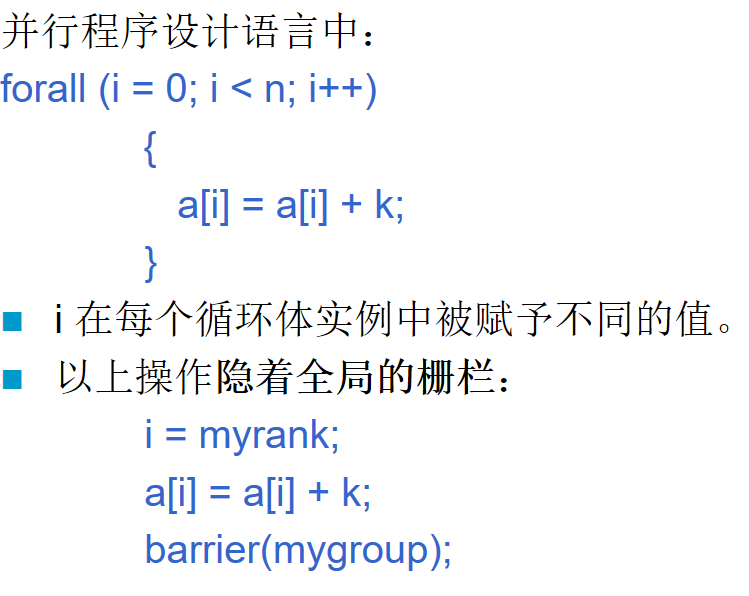 并行程序设计语言中：
forall (i = 0; i < n; i++)
{
a[i] = a[i] + k;
}
■ i 在每个循环体实例中被赋予不同的值。
■ 以上操作隐着全局的栅栏：
i = myrank;
a[i] = a[i] + k;
barrier(mygroup);